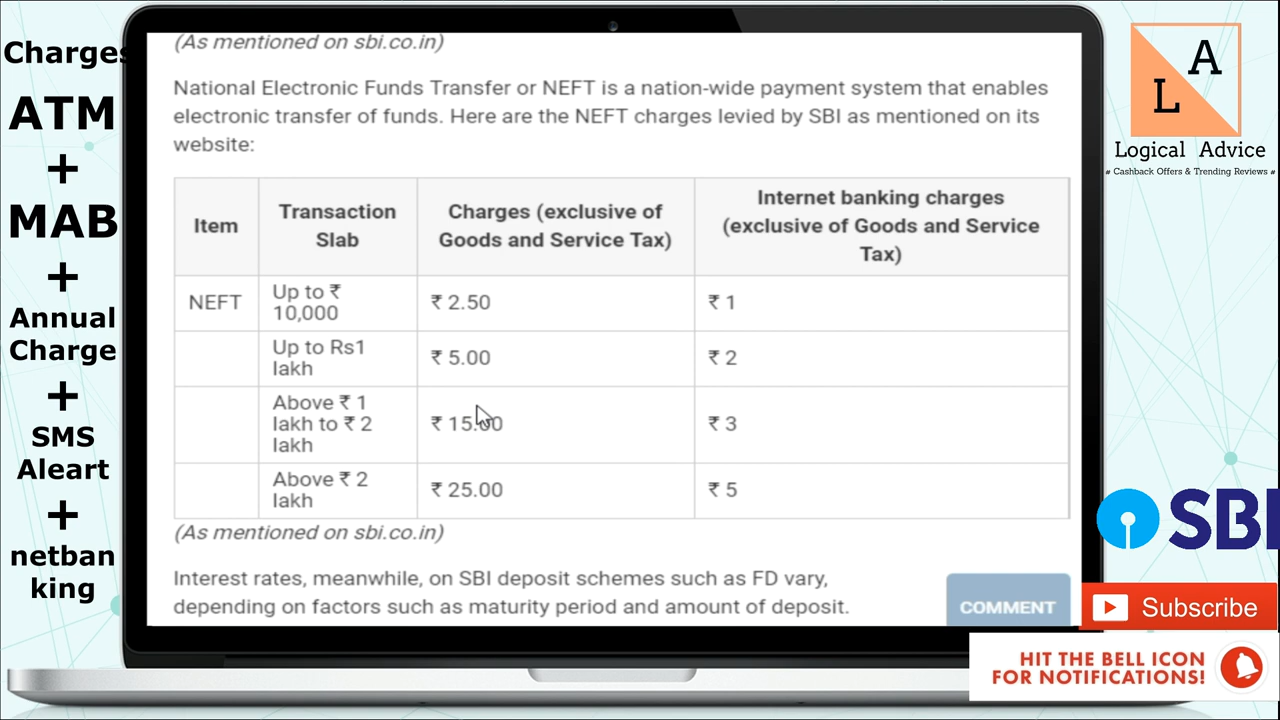 Charges
ATM
+
MAB
+
Annual
Charge
+
SMS
Aleart
+
netban
king
(As mentioned on sbi.co.in)
National Electronic Funds Transfer or NEFT is a nation-wide payment system that enables
electronic transfer of funds. Here are the NEFT charges levied by SBI as mentioned on its
website:
Item
Transaction
Slab
Charges (exclusive of
Goods and Service Tax)
Internet banking charges
(exclusive of Goods and Service
Tax)
NEFT
Up to ₹
10,000
₹ 2.50
₹ 1
Up to Rs1
lakh
₹ 5.00
₹ 2
Above ₹ 1
lakh to ₹ 2
lakh
₹ 15.00
₹ 3
Above ₹ 2
lakh
₹ 25.00
₹ 5
(As mentioned on sbi.co.in)
Interest rates, meanwhile, on SBI deposit schemes such as FD vary,
depending on factors such as maturity period and amount of deposit.
COMMENT
L A
Logical Advice
# Cashback Offers & Trending Reviews #
SBI
Subscribe
HIT THE BELL ICON
FOR NOTIFICATIONS!